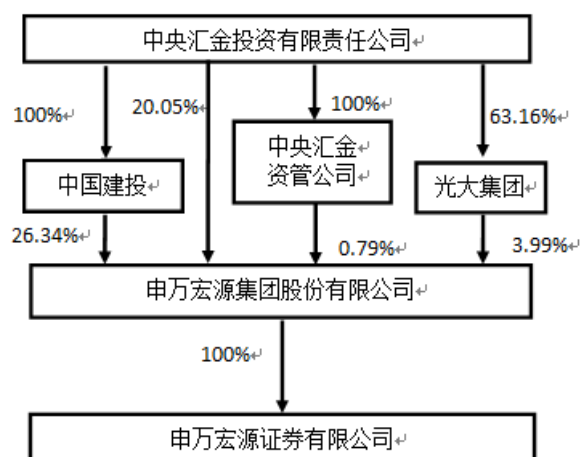 中央汇金投资有限责任公司↵
100%↵
20.05%↵
100%↵
63.16%↵
中央汇金↵
资管公司↵
中国建投↵
光大集团↵
26.34%↵
0.79%↵
3.99%↵
申万宏源集团股份有限公司↵
100%↵
申万宏源证券有限公司↵